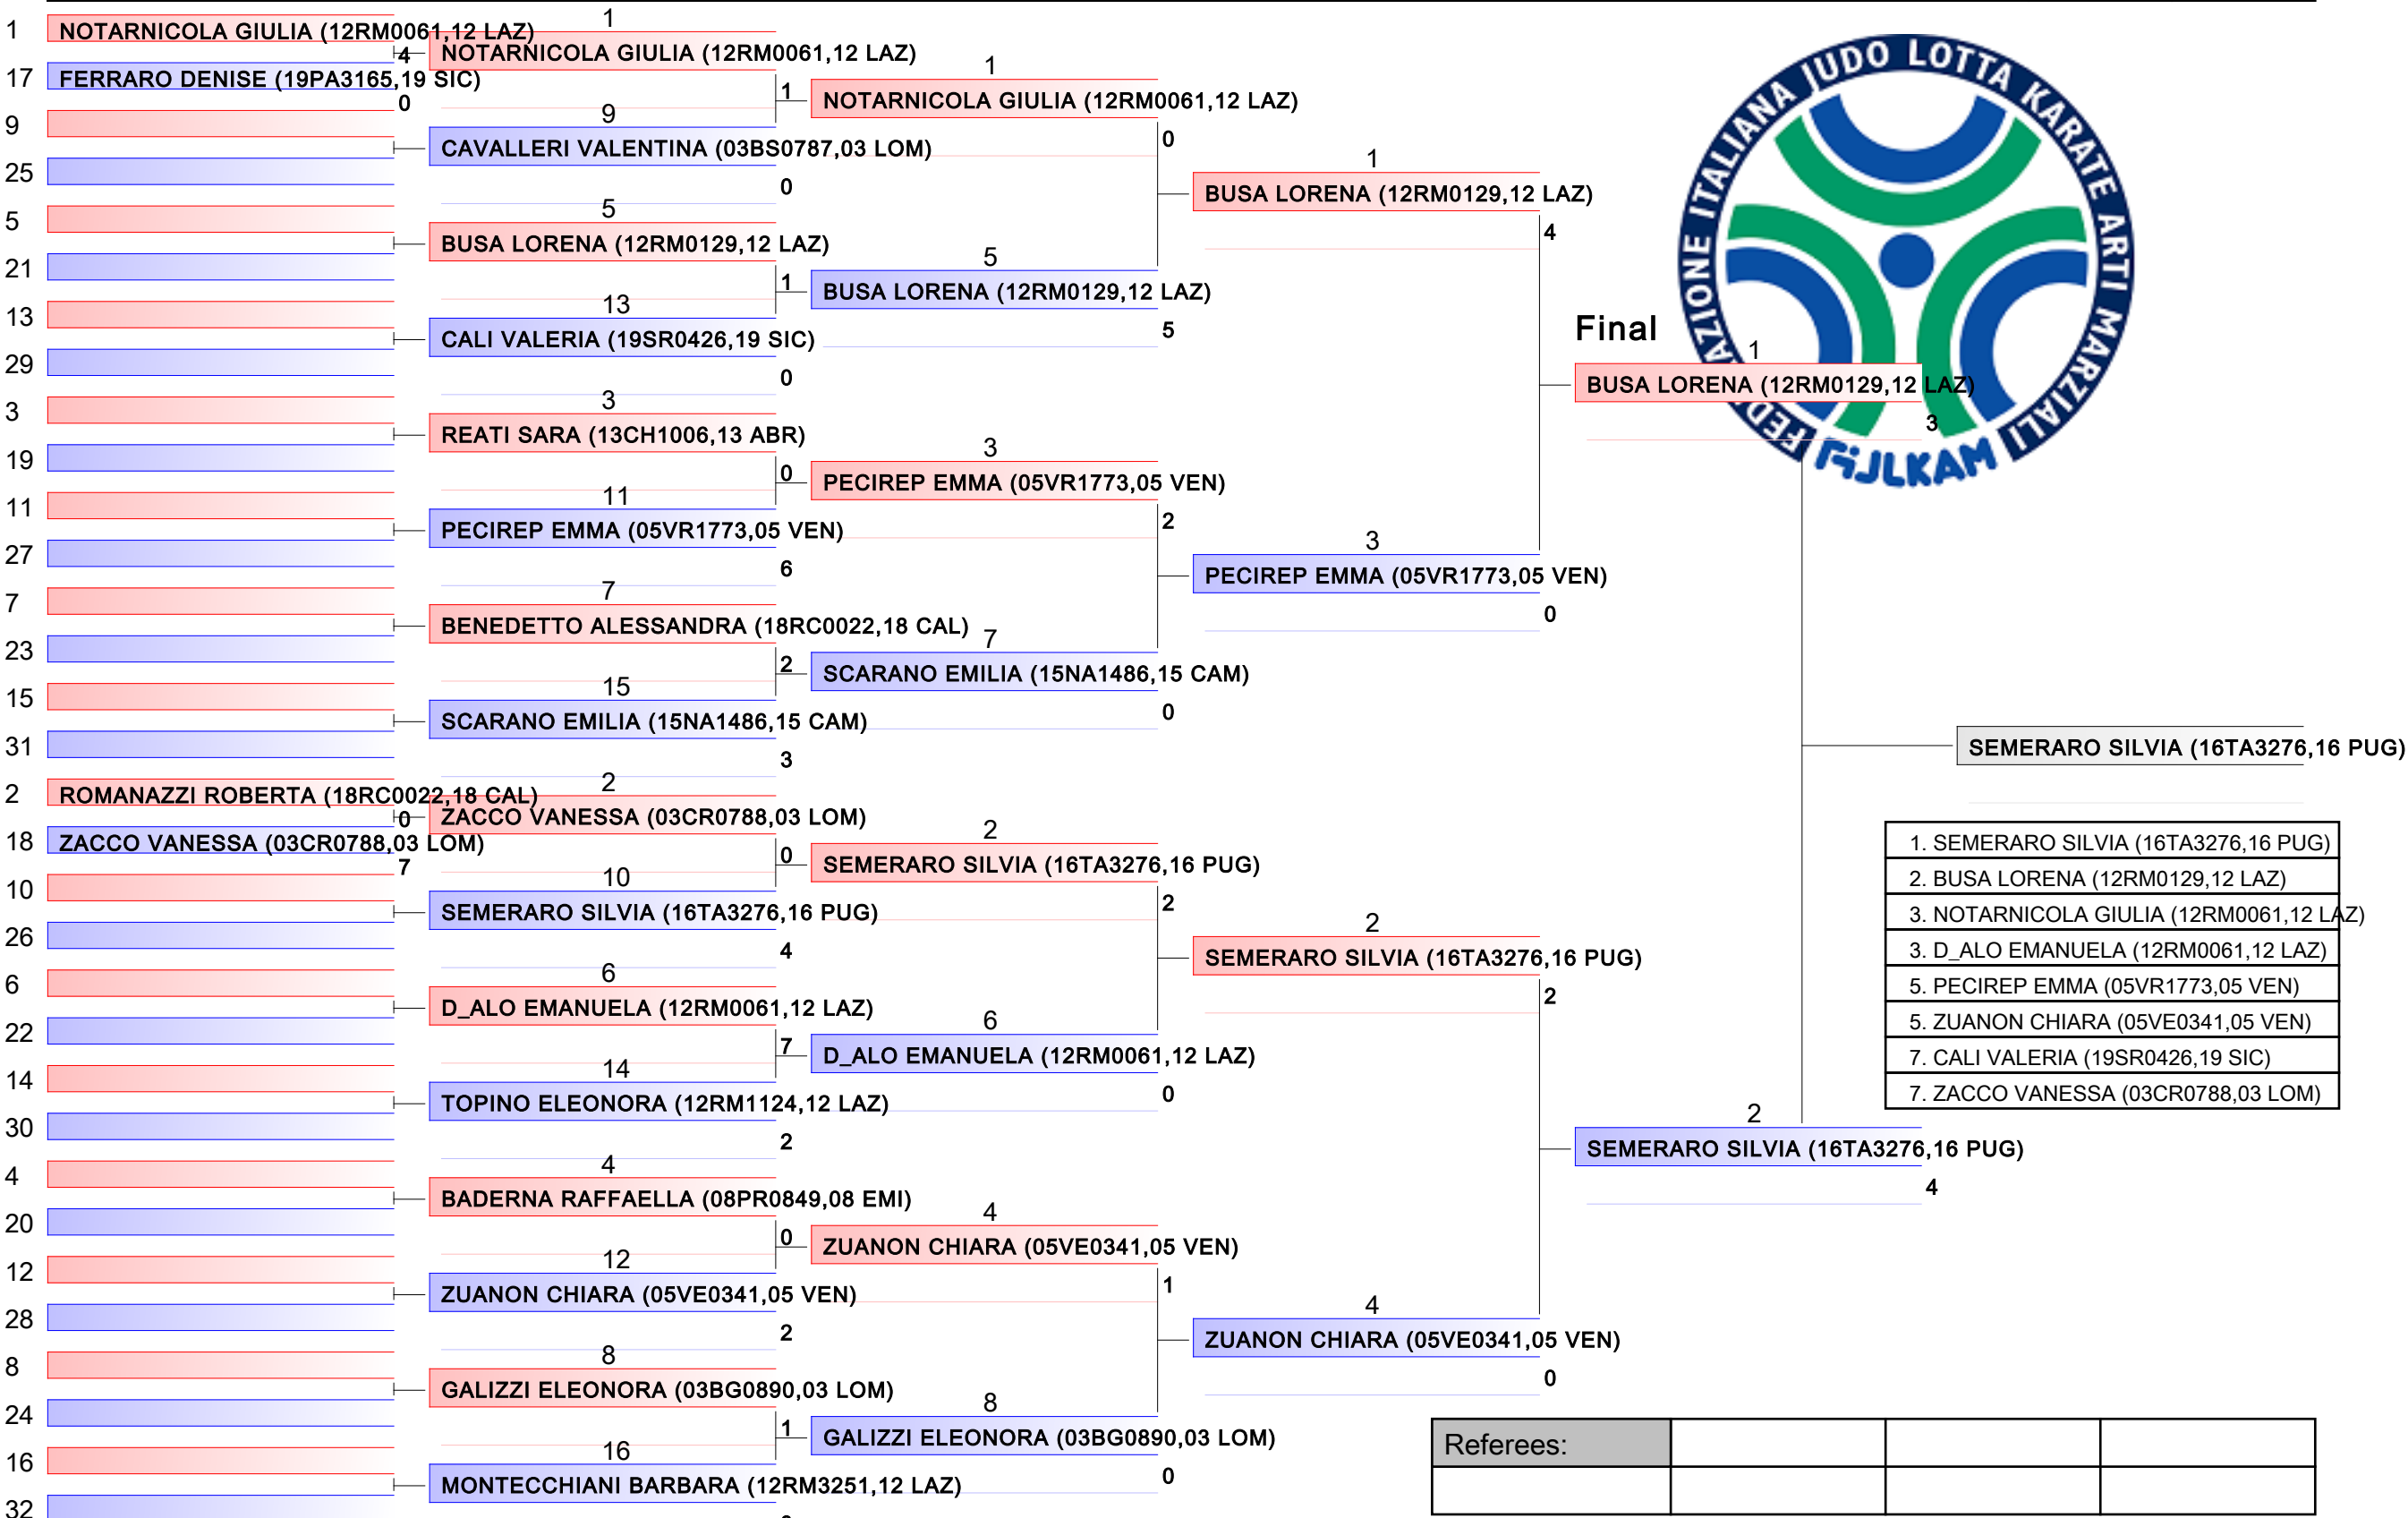 1
NOTARNICOLA GIULIA (12RM0061,12 LAZ)
4
17
FERRARO DENISE (19PA3165,19 SIC)
0
9
25
5
21
13
29
3
19
11
27
7
23
15
31
2
ROMANAZZI ROBERTA (18RC0022,18 CAL)
0
18
ZACCO VANESSA (03CR0788,03 LOM)
7
10
26
6
22
14
30
4
20
12
28
8
24
16
32
1
NOTARNICOLA GIULIA (12RM0061,12 LAZ)
1
9
CAVALLERI VALENTINA (03BS0787,03 LOM)
0
5
BUSA LORENA (12RM0129,12 LAZ)
1
13
CALI VALERIA (19SR0426,19 SIC)
0
3
REATI SARA (13CH1006,13 ABR)
0
11
PECIREP EMMA (05VR1773,05 VEN)
6
7
BENEDETTO ALESSANDRA (18RC0022,18 CAL)
2
15
SCARANO EMILIA (15NA1486,15 CAM)
3
2
ZACCO VANESSA (03CR0788,03 LOM)
0
10
SEMERARO SILVIA (16TA3276,16 PUG)
4
6
D_ALO EMANUELA (12RM0061,12 LAZ)
7
14
TOPINO ELEONORA (12RM1124,12 LAZ)
2
4
BADERNA RAFFAELLA (08PR0849,08 EMI)
0
12
ZUANON CHIARA (05VE0341,05 VEN)
2
8
GALIZZI ELEONORA (03BG0890,03 LOM)
1
16
MONTECCHIANI BARBARA (12RM3251,12 LAZ)
1
NOTARNICOLA GIULIA (12RM0061,12 LAZ)
0
5
BUSA LORENA (12RM0129,12 LAZ)
5
3
PECIREP EMMA (05VR1773,05 VEN)
2
7
SCARANO EMILIA (15NA1486,15 CAM)
0
2
SEMERARO SILVIA (16TA3276,16 PUG)
2
6
D_ALO EMANUELA (12RM0061,12 LAZ)
0
4
ZUANON CHIARA (05VE0341,05 VEN)
1
8
GALIZZI ELEONORA (03BG0890,03 LOM)
0
1
BUSA LORENA (12RM0129,12 LAZ)
4
3
PECIREP EMMA (05VR1773,05 VEN)
0
2
SEMERARO SILVIA (16TA3276,16 PUG)
2
4
ZUANON CHIARA (05VE0341,05 VEN)
0
Final
1
BUSA LORENA (12RM0129,12 LAZ)
3
2
SEMERARO SILVIA (16TA3276,16 PUG)
4
ITALIANA JUDO LOTTA KARATE ARTI MARZIALI
FIJLKAM
SEMERARO SILVIA (16TA3276,16 PUG)
1. SEMERARO SILVIA (16TA3276,16 PUG)
2. BUSA LORENA (12RM0129,12 LAZ)
3. NOTARNICOLA GIULIA (12RM0061,12 LAZ)
3. D_ALO EMANUELA (12RM0061,12 LAZ)
5. PECIREP EMMA (05VR1773,05 VEN)
5. ZUANON CHIARA (05VE0341,05 VEN)
7. CALI VALERIA (19SR0426,19 SIC)
7. ZACCO VANESSA (03CR0788,03 LOM)
Referees: